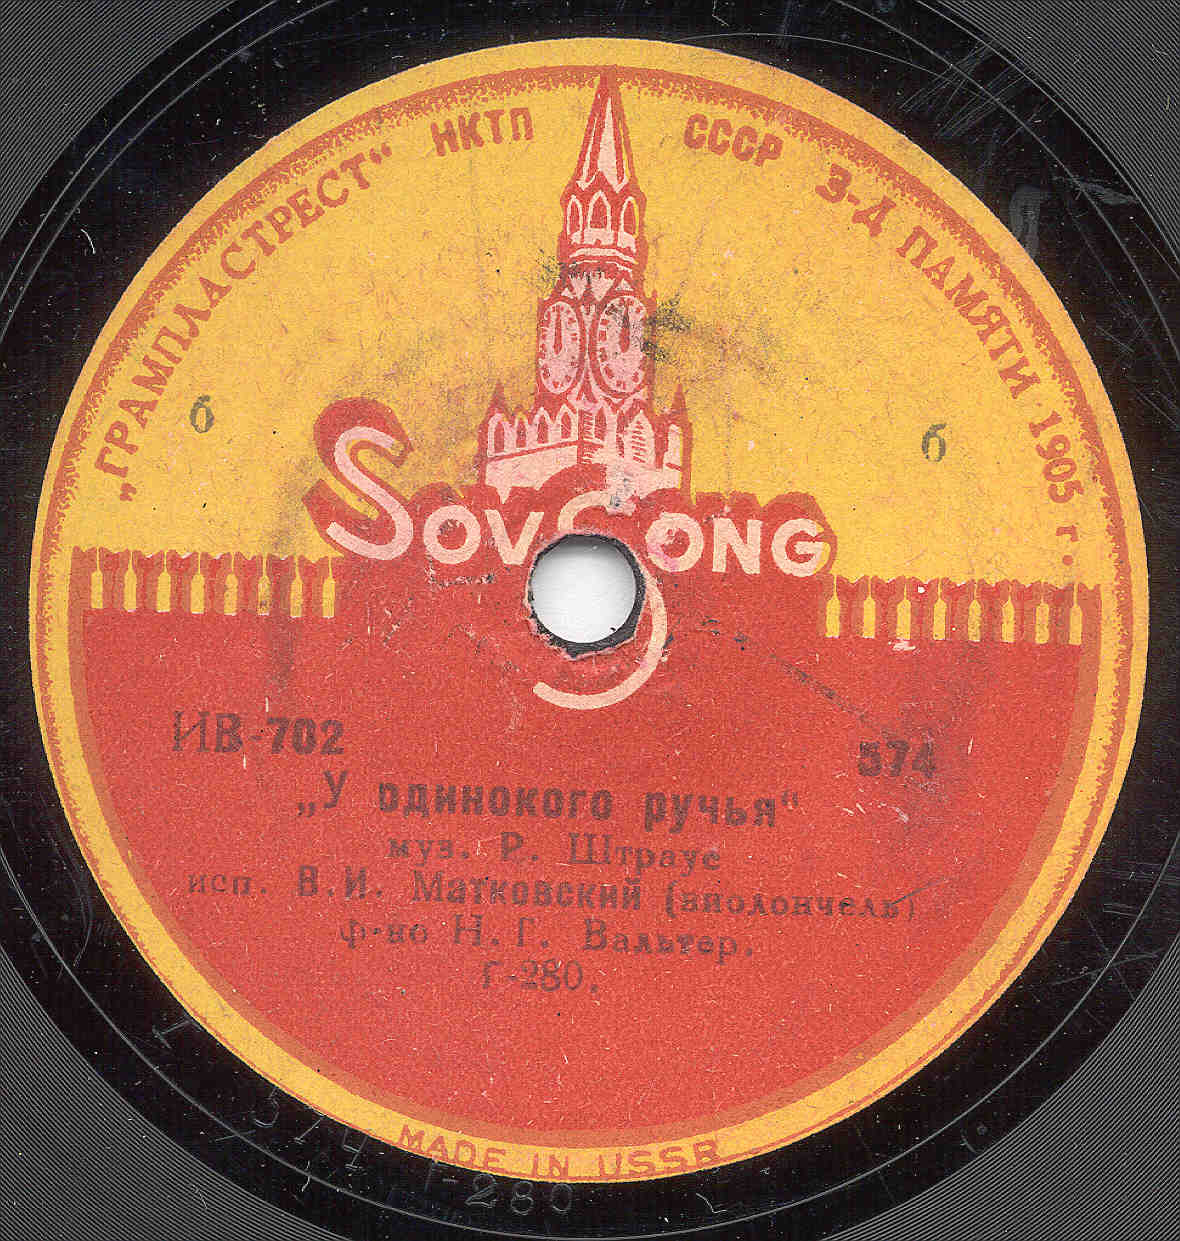 „ГРАМПЛАСТРЕСТ“ НКТП СССР З-Д ПАМЯТИ 1905 г.
б б
SovSong
ИВ-702 574
„У одинокого ручья“
муз. Р. Штраус
исп. В.И. Матковский (виолончель)
ф-но Н.Г. Вальтер.
Г-280.
MADE IN USSR
574 Г-280